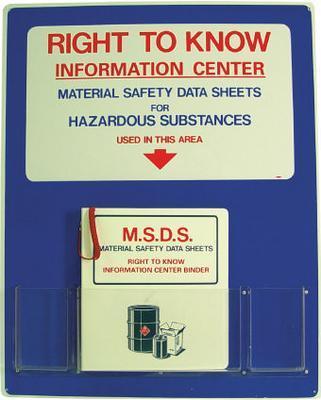 RIGHT TO KNOW
INFORMATION CENTER
MATERIAL SAFETY DATA SHEETS
FOR
HAZARDOUS SUBSTANCES
USED IN THIS AREA
M.S.D.S.
MATERIAL SAFETY DATA SHEETS
RIGHT TO KNOW
INFORMATION CENTER BINDER